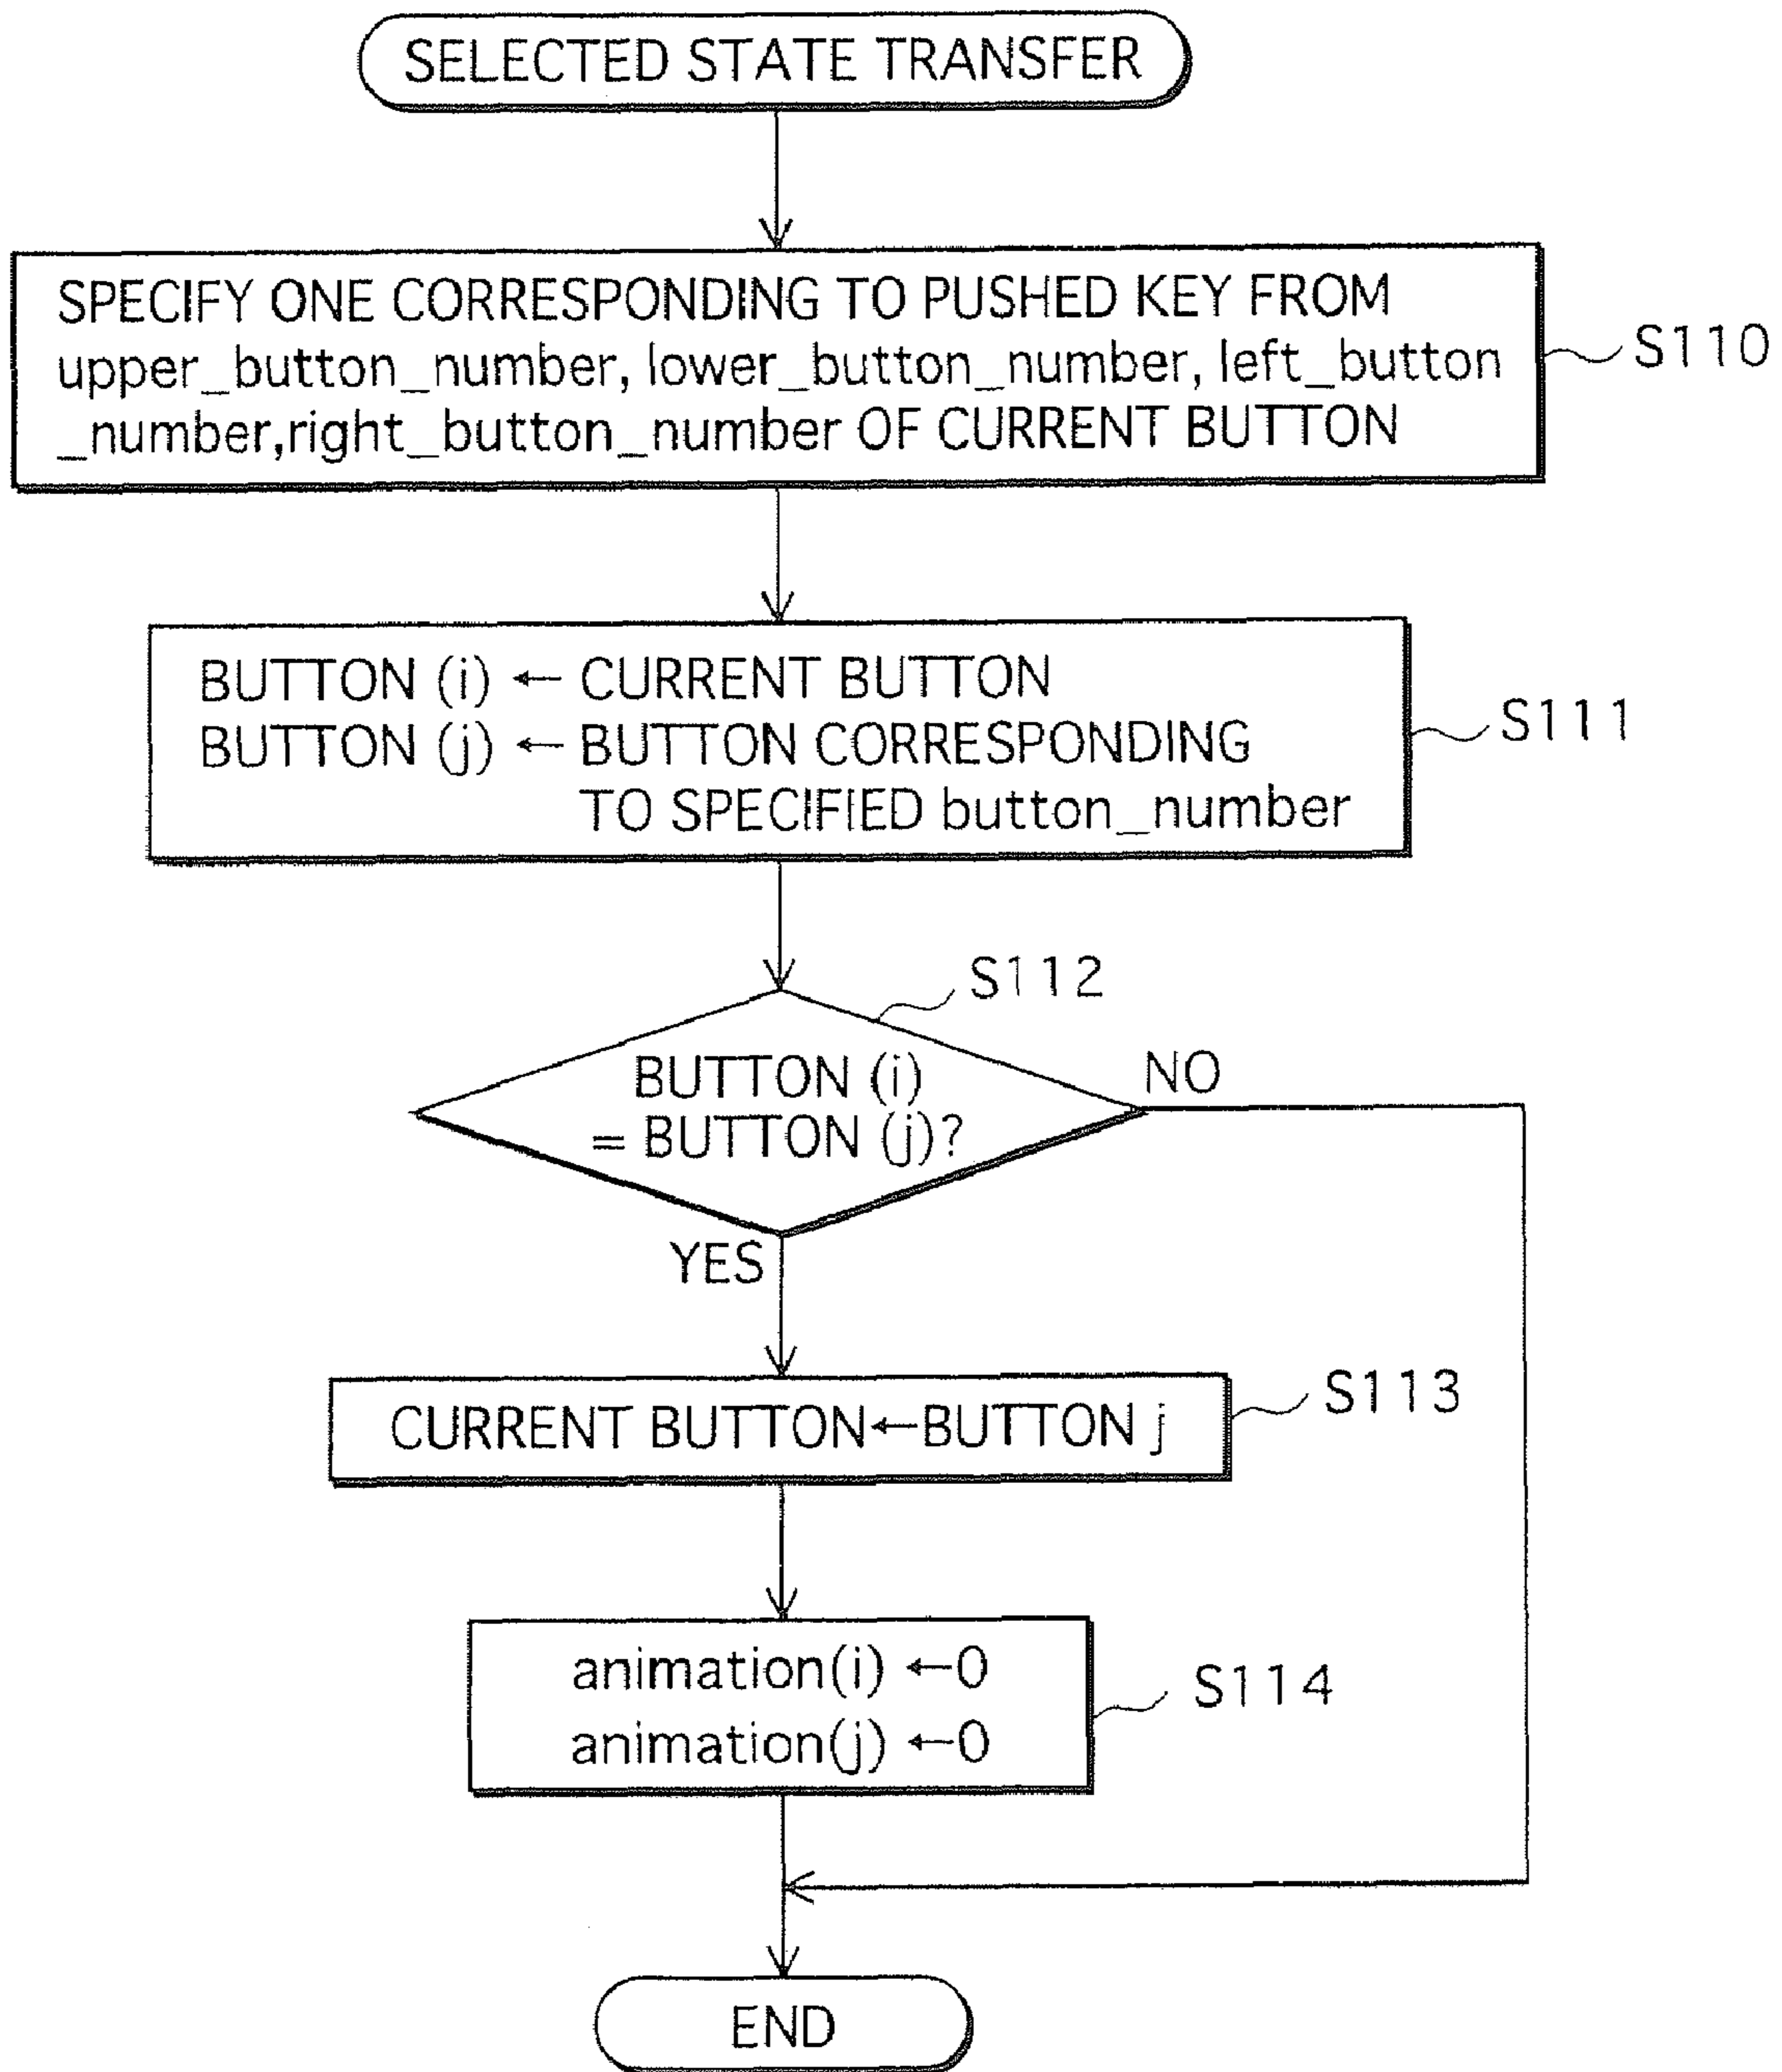 SELECTED STATE TRANSFER
SPECIFY ONE CORRESPONDING TO PUSHED KEY FROM
upper_button_number, lower_button_number, left_button
_number,right_button_number OF CURRENT BUTTON
S110
BUTTON (i) ← CURRENT BUTTON
BUTTON (j) ← BUTTON CORRESPONDING
TO SPECIFIED button_number
S111
S112
BUTTON (i)
= BUTTON (j)?
NO
YES
CURRENT BUTTON←BUTTON j
S113
animation(i) ←0
animation(j) ←0
S114
END